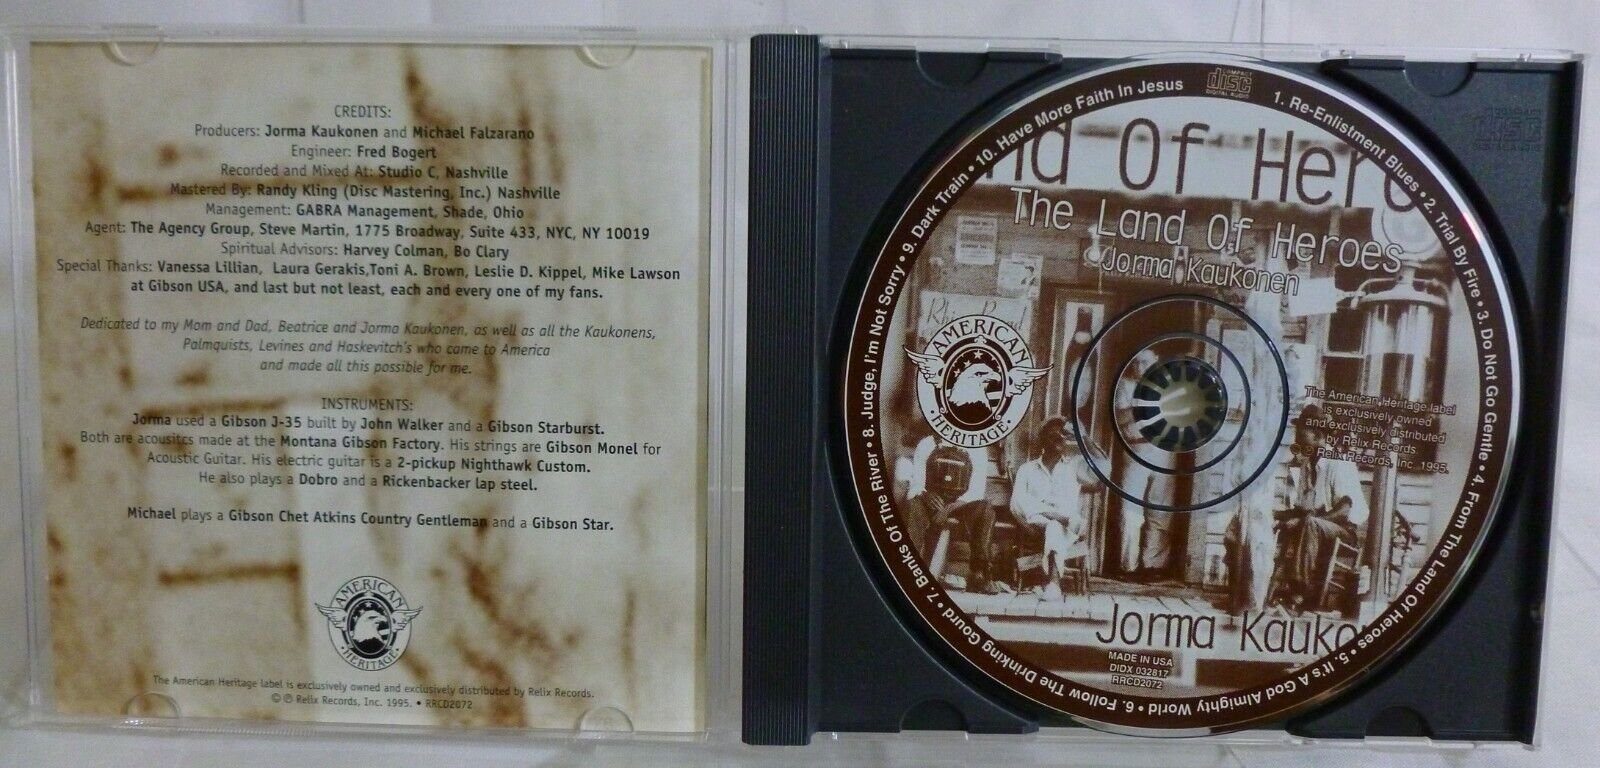 CREDITS:
Producers: Jorma Kaukonen and Michael Falzarano
Engineer: Fred Bogert
Recorded and Mixed At: Studio C, Nashville
Mastered By: Randy Kling (Disc Mastering, Inc.) Nashville
Management: GABRA Management, Shade, Ohio
Agent: The Agency Group, Steve Martin, 1775 Broadway, Suite 433, NYC, NY 10019
Spiritual Advisors: Harvey Colman, Bo Clary
Special Thanks: Vanessa Lillian, Laura Gerakis,Toni A. Brown, Leslie D. Kippel, Mike Lawson
at Gibson USA, and last but not least, each and every one of my fans.
Dedicated to my Mom and Dad, Beatrice and Jorma Kaukonen, as well as all the Kaukonens,
Palmquists, Levines and Haskevitch's who came to America
and made all this possible for me.
INSTRUMENTS:
Jorma used a Gibson J-35 built by John Walker and a Gibson Starburst.
Both are acousitcs made at the Montana Gibson Factory. His strings are Gibson Monel for
Acoustic Guitar. His electric guitar is a 2-pickup Nighthawk Custom.
He also plays a Dobro and a Rickenbacker lap steel.
Michael plays a Gibson Chet Atkins Country Gentleman and a Gibson Star.
AMERICAN
HERITAGE
The American Heritage label is exclusively owned and exclusively distributed by Relix Records.
© ℗ Relix Records, Inc. 1995. • RRCD2072
COMPACT
disc
DIGITAL AUDIO
1. Re-Enlistment Blues • 2. Trial By Fire • 3. Do Not Go Gentle • 4. From The Land Of Heroes • 5. It's A God Almighty World • 6. Follow The Drinking Gourd • 7. Banks Of The River • 8. Judge, I'm Not Sorry • 9. Dark Train • 10. Have More Faith In Jesus
nd Of Hero
The Land Of Heroes
Jorma Kaukonen
AMERICAN
HERITAGE
The American Heritage label
is exclusively owned
and exclusively distributed
by Relix Records.
© ℗ Relix Records, Inc. 1995.
Jorma Kauko
MADE IN USA
DIDX 032817
RRCD2072